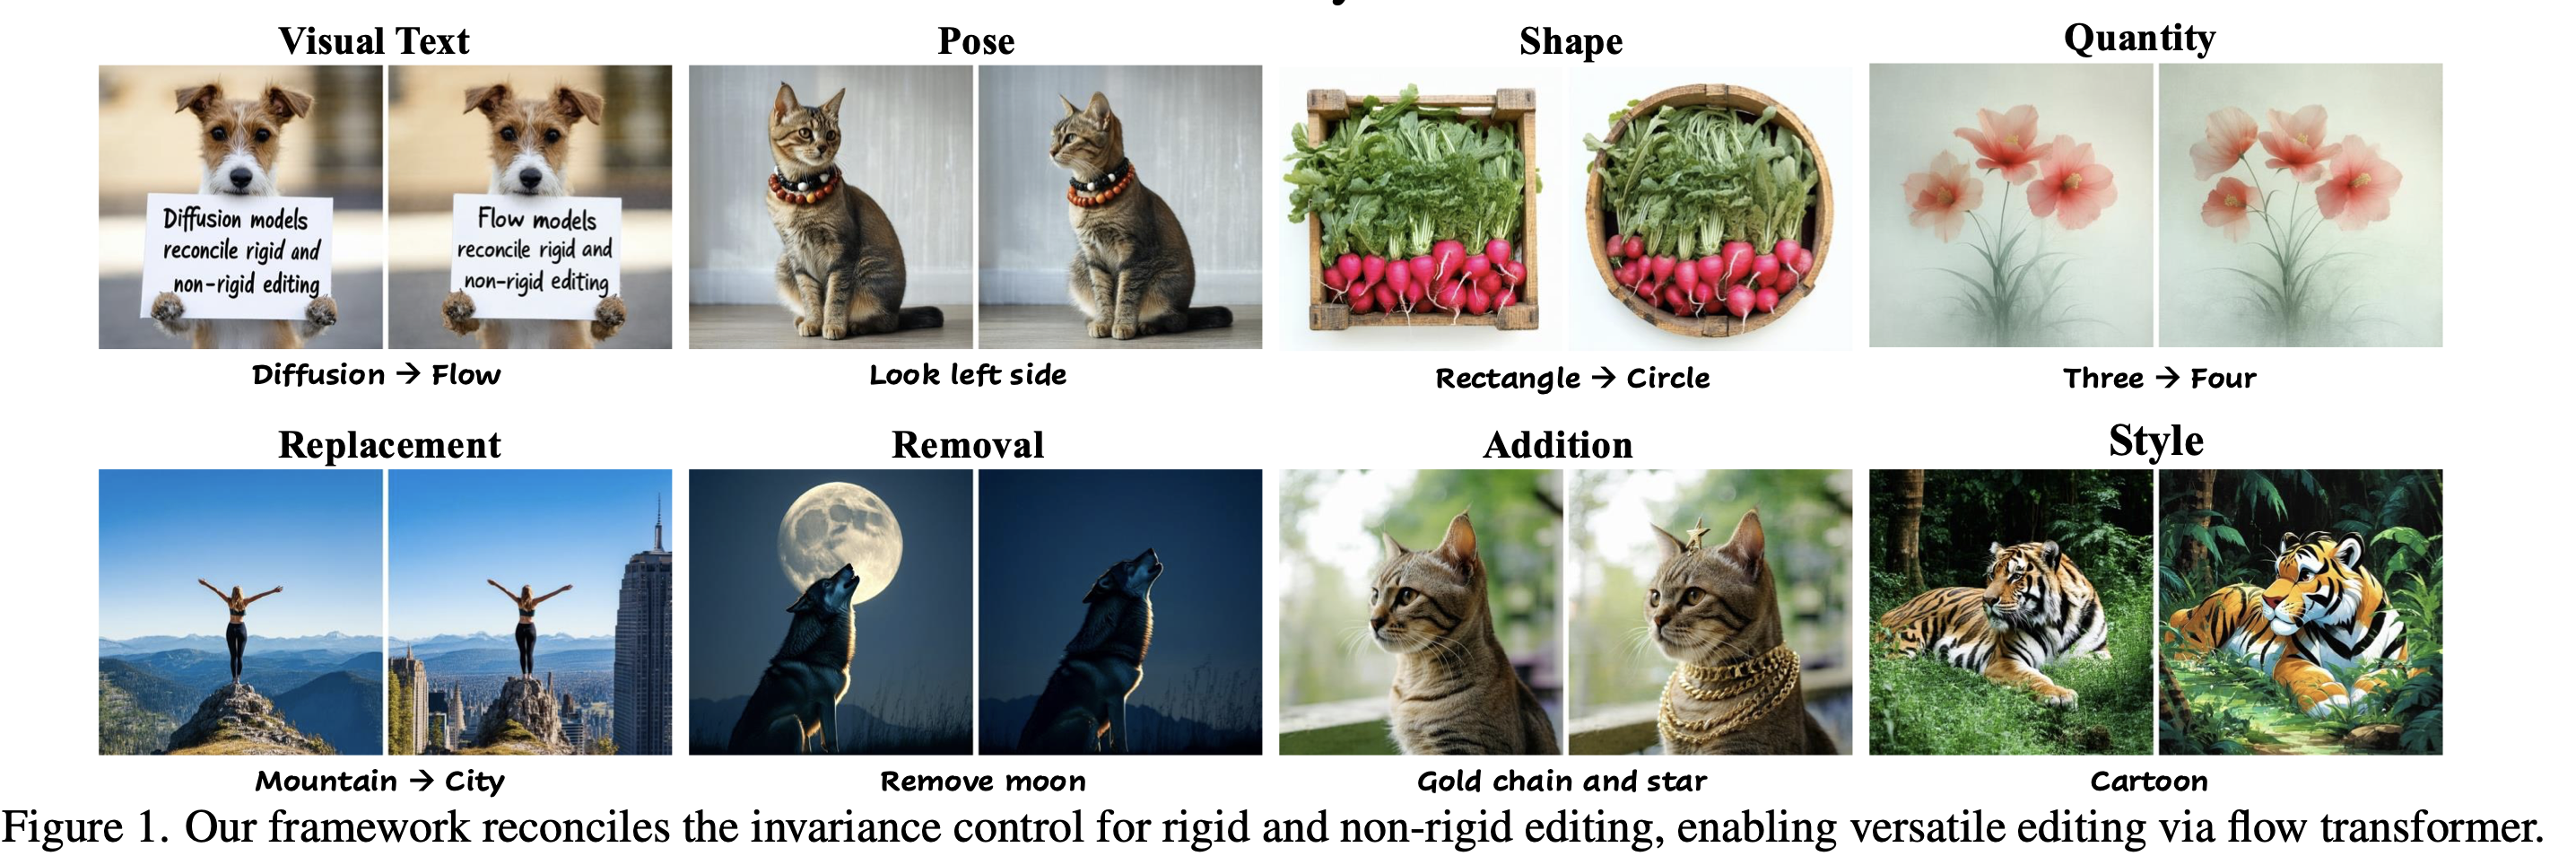 Visual Text
Pose
Shape
Quantity
Diffusion models
reconcile rigid and
non-rigid editing
Flow models
reconcile rigid and
non-rigid editing
Diffusion → Flow
Look left side
Rectangle → Circle
Three → Four
Replacement
Removal
Addition
Style
Mountain → City
Remove moon
Gold chain and star
Cartoon
Figure 1. Our framework reconciles the invariance control for rigid and non-rigid editing, enabling versatile editing via flow transformer.